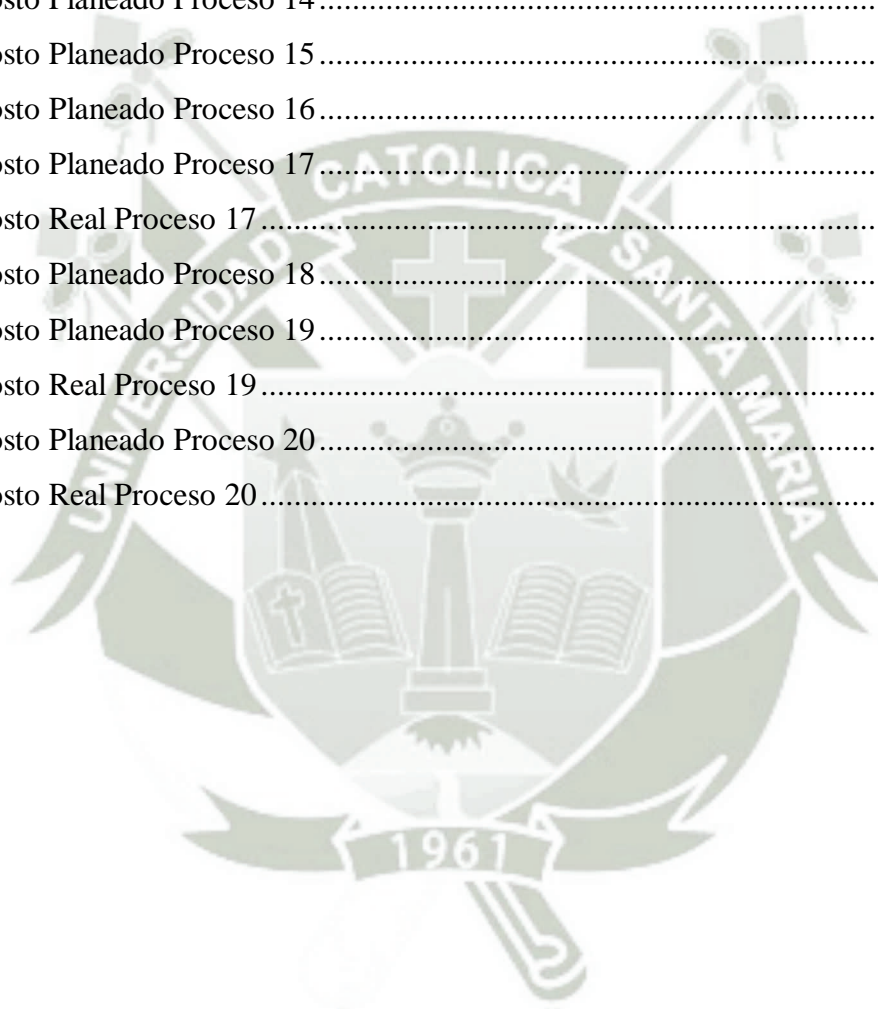 osto Planeado Proceso 14
osto Planeado Proceso 15
osto Planeado Proceso 16
osto Planeado Proceso 17
osto Real Proceso 17
osto Planeado Proceso 18
osto Planeado Proceso 19
osto Real Proceso 19
osto Planeado Proceso 20
osto Real Proceso 20
UNIVERSIDAD CATOLICA SANTA MARIA
1961